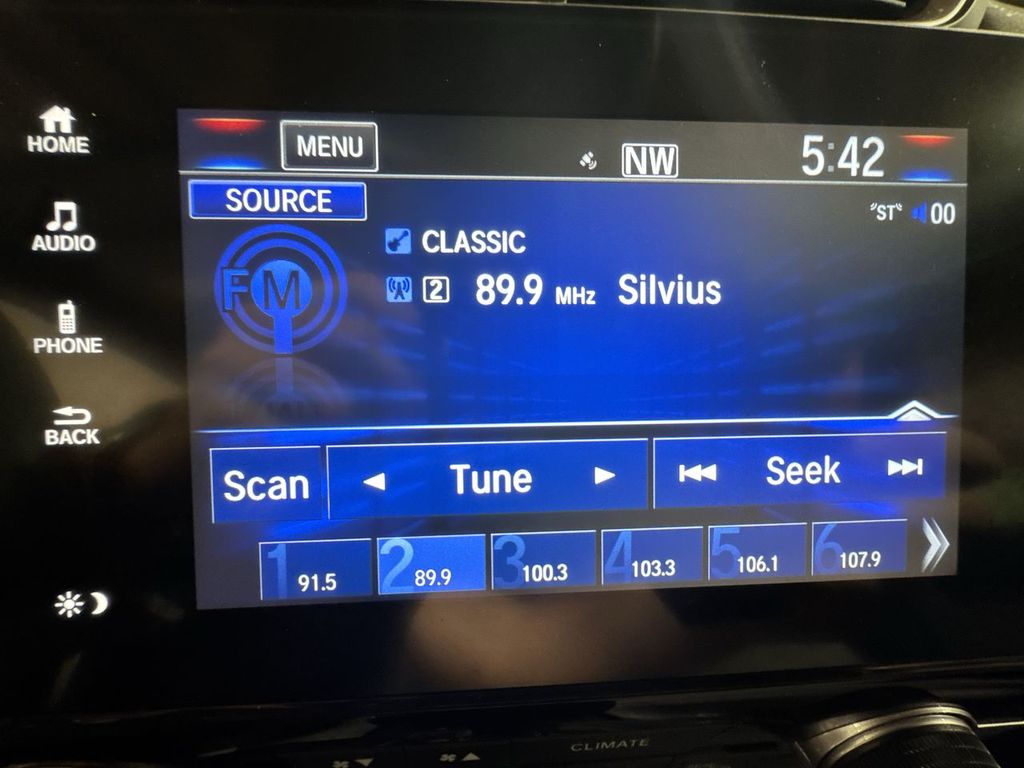 HOME
AUDIO
PHONE
BACK
MENU NW 5:42
SOURCE "ST" 00
FM
CLASSIC
2 89.9 MHz Silvius
Scan Tune Seek
1 91.5 2 89.9 3 100.3 4 103.3 5 106.1 6 107.9
CLIMATE